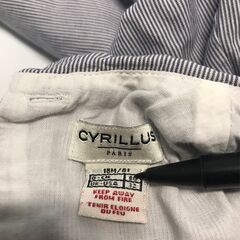 CYRILLUS
PARIS
18M/81
KEEP AWAY
FROM FIRE
TENIR ELOIGNE
DU FEU